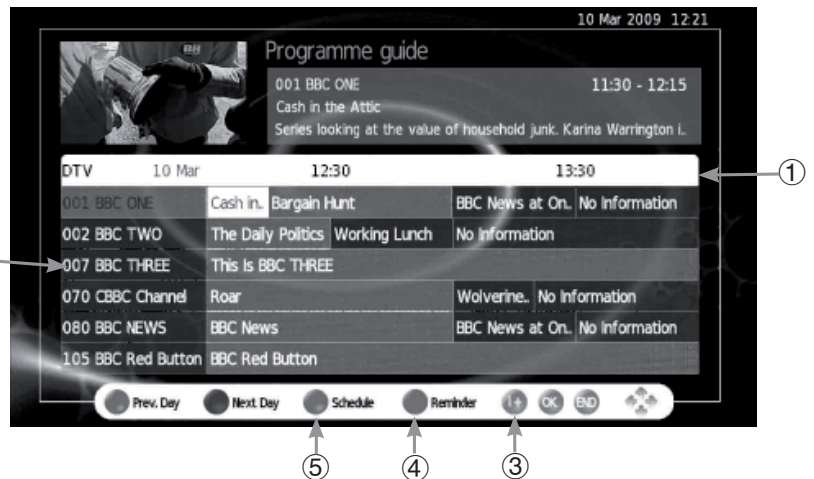 10 Mar 2009 12:21
BH
Programme guide
001 BBC ONE 11:30 - 12:15
Cash in the Attic
Series looking at the value of household junk. Karina Warrington i..
DTV 10 Mar 12:30 13:30
①
001 BBC ONE Cash in.. Bargain Hunt BBC News at On.. No Information
002 BBC TWO The Daily Politics Working Lunch No Information
007 BBC THREE This Is BBC THREE
070 CBBC Channel Roar Wolverine.. No Information
080 BBC NEWS BBC News BBC News at On.. No Information
105 BBC Red Button BBC Red Button
Prev. Day Next Day Schedule Reminder i+ OK END
⑤ ④ ③